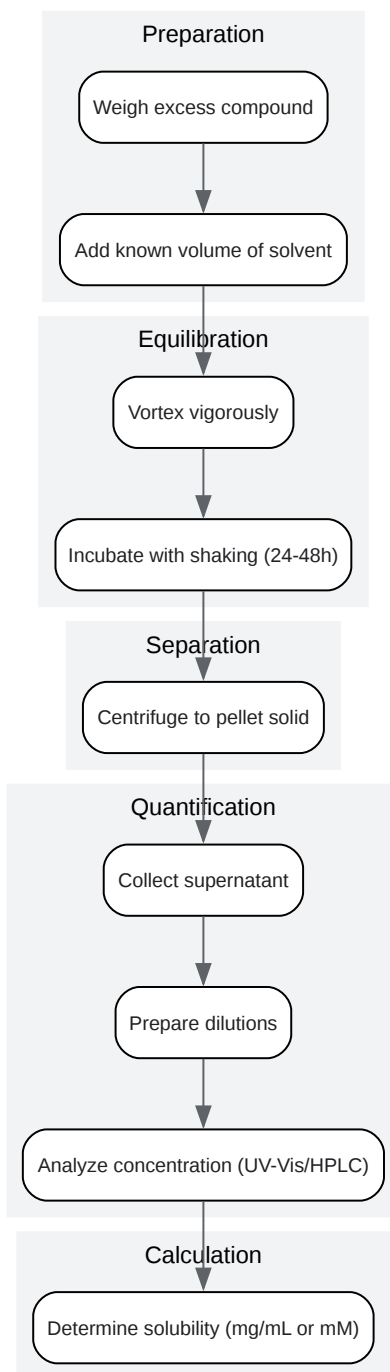 Preparation
Weigh excess compound
Add known volume of solvent
Equilibration
Vortex vigorously
Incubate with shaking (24-48h)
Separation
Centrifuge to pellet solid
Quantification
Collect supernatant
Prepare dilutions
Analyze concentration (UV-Vis/HPLC)
Calculation
Determine solubility (mg/mL or mM)